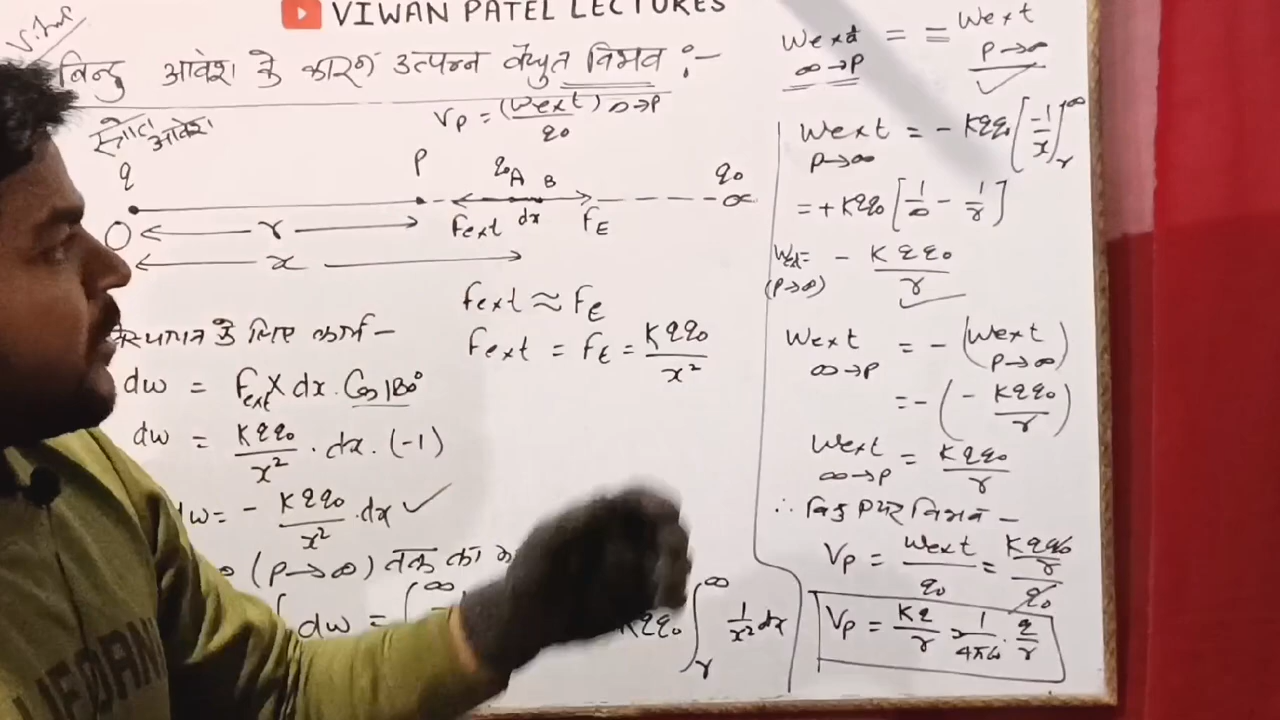 VIWAN PATEL LECTURES
बिन्दु आवेश के कारण उत्पन्न वैद्युत विभव :-
स्त्रोत आवेश
Vp = (Wext) ∞→P / q0
q P q0 A B q0
O r Fext dx FE ∞
x
Fext ≈ FE
Fext = FE = Kqq0 / x²
के लिए कार्य –
dw = Fext × dx . Cos 180°
dw = Kqq0 / x² . dx . (-1)
dw = - Kqq0 / x² . dx ✓
(P→∞) तक का
∫ dw = ∫ ∞
Kqq0 ∫ r ∞ 1/x² dx
Wext ∞→P = = Wext P→∞ ✓
Wext P→∞ = - Kqq0 [-1/x] r ∞
= + Kqq0 [1/∞ - 1/r]
Wext (P→∞) = - Kqq0 / r ✓
Wext ∞→P = - (Wext P→∞)
= - (- Kqq0 / r)
Wext ∞→P = Kqq0 / r
∴ बिन्दु P पर विभव –
Vp = Wext / q0 = Kqq0 / r / q0
Vp = Kq / r = 1 / 4π∈0 . q / r